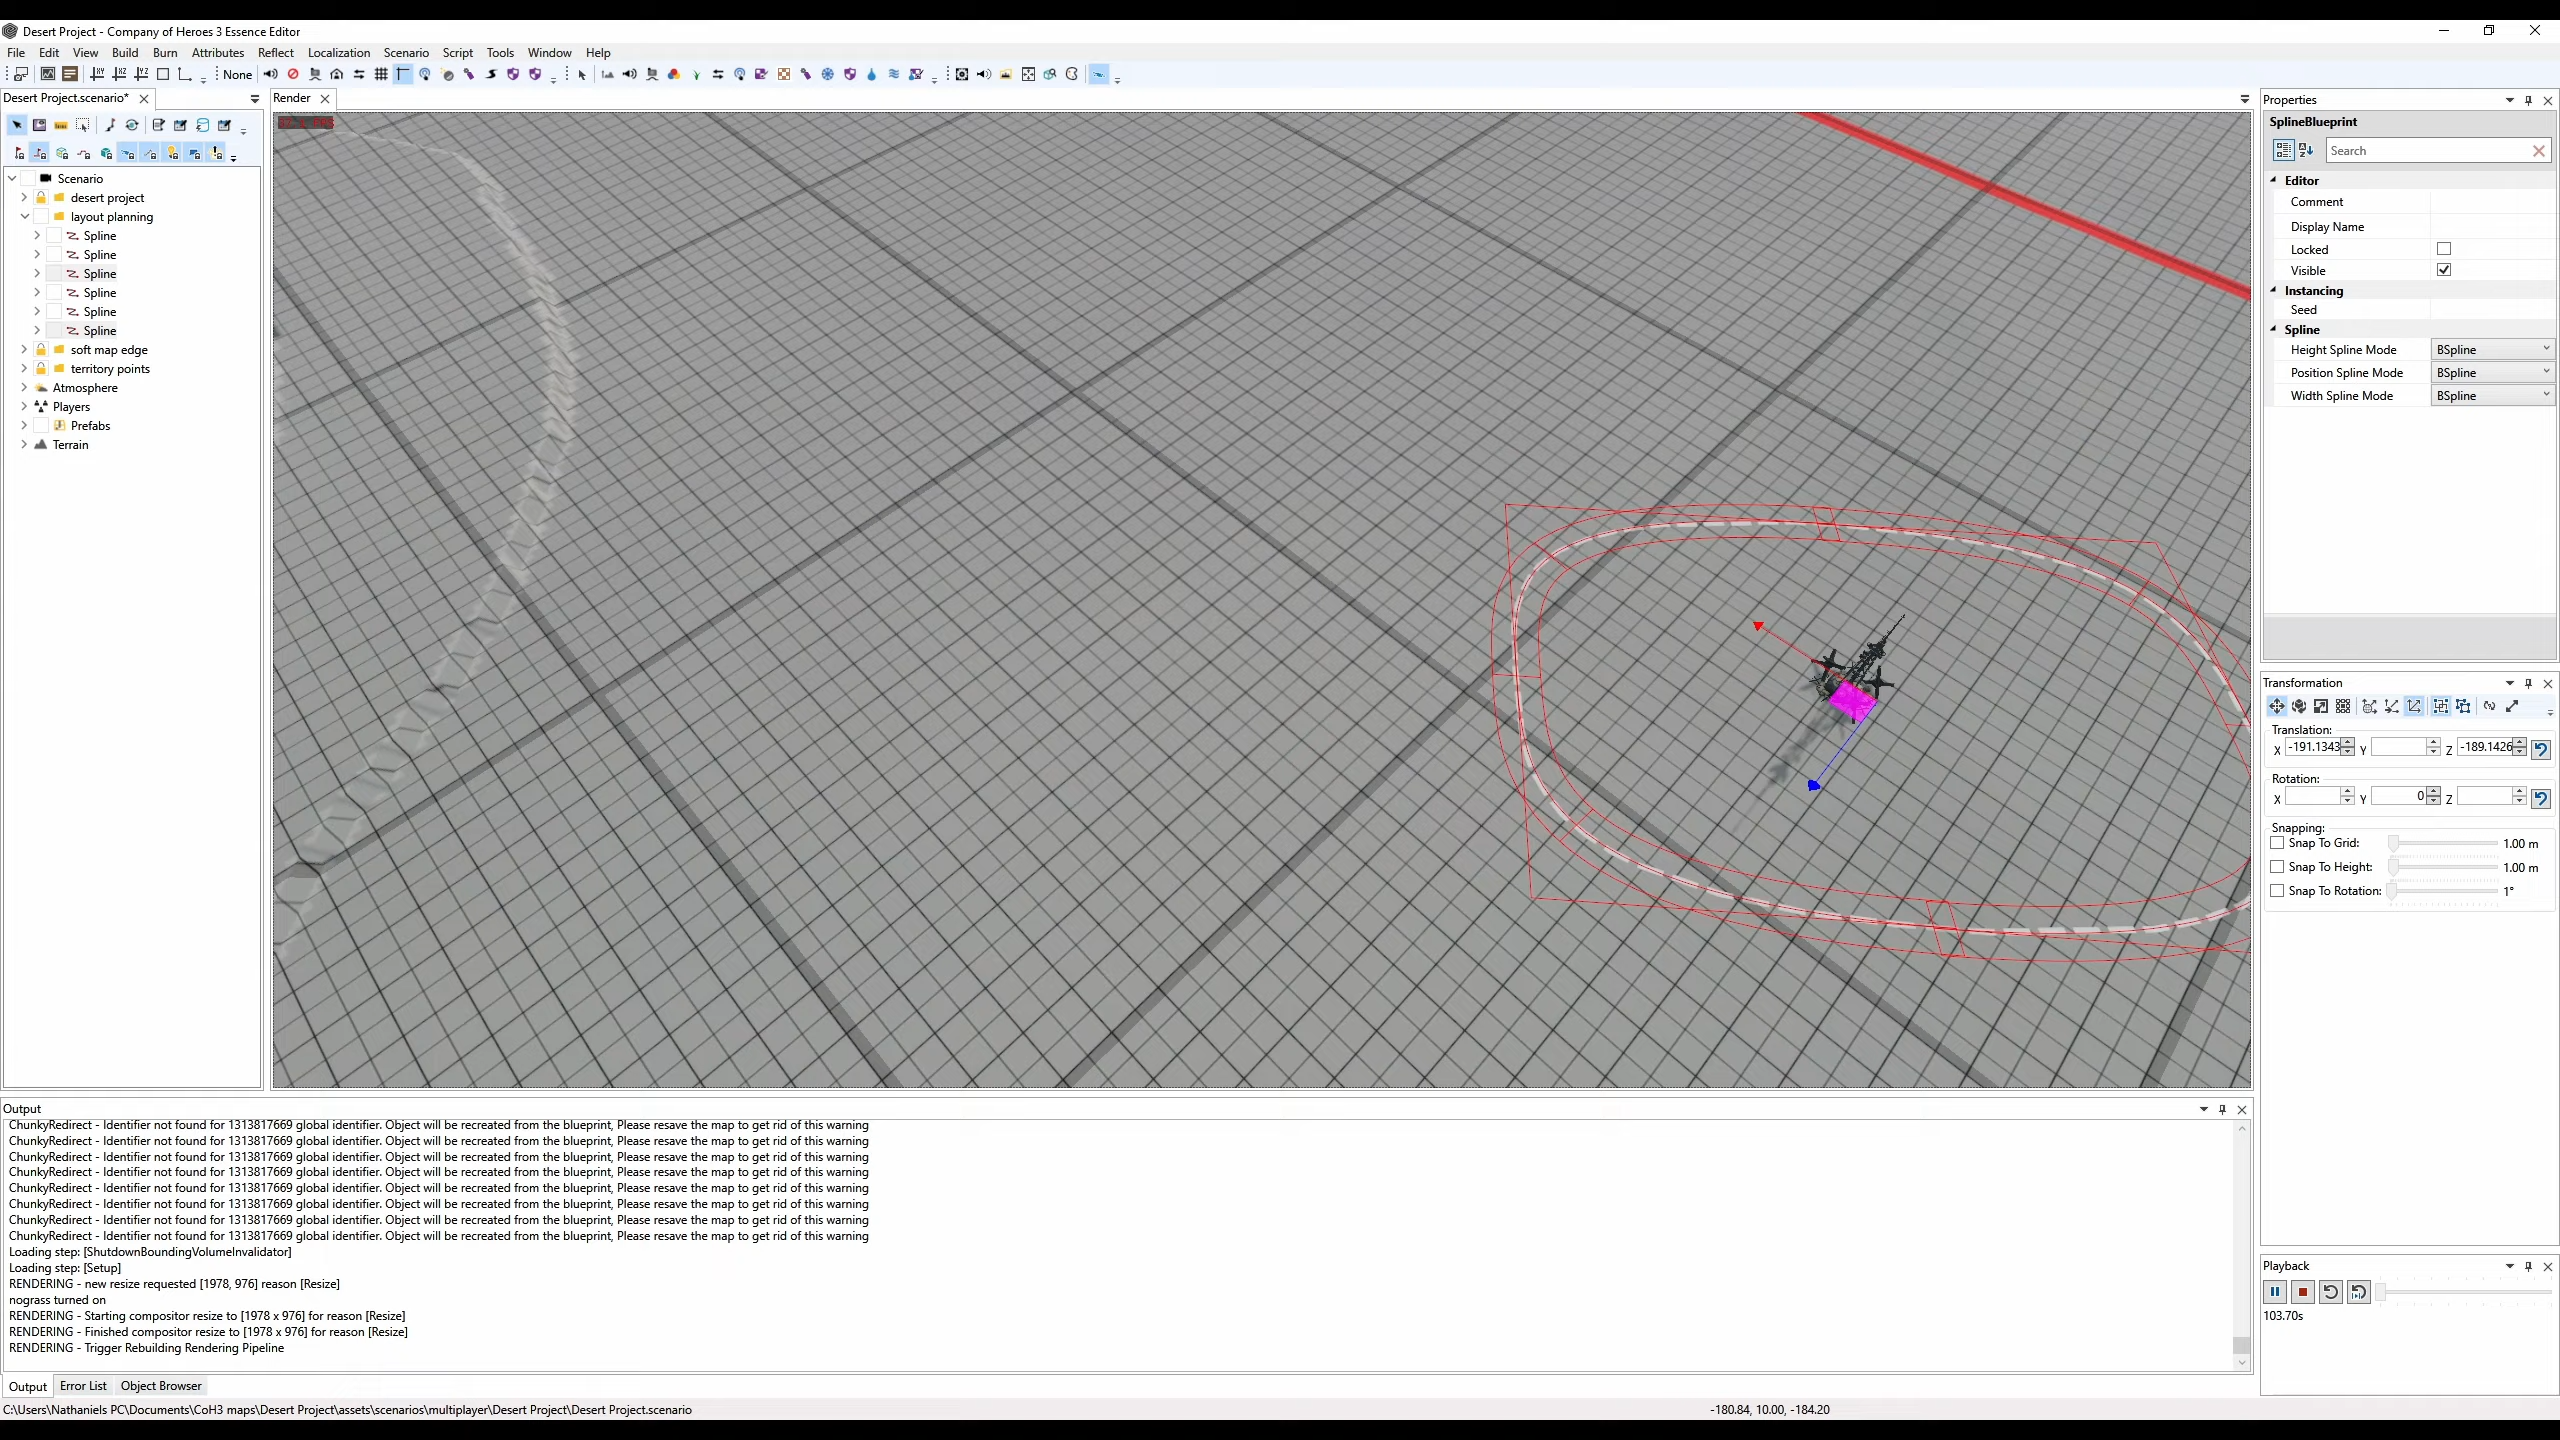 Desert Project - Company of Heroes 3 Essence Editor
File Edit View Build Burn Attributes Reflect Localization Scenario Script Tools Window Help
None
Desert Project.scenario*
Render
Properties
SplineBlueprint
Search
Scenario
desert project
layout planning
Spline
Spline
Spline
Spline
Spline
Spline
soft map edge
territory points
Atmosphere
Players
Prefabs
Terrain
Editor
Comment
Display Name
Locked
Visible
Instancing
Seed
Spline
Height Spline Mode BSpline
Position Spline Mode BSpline
Width Spline Mode BSpline
Transformation
Translation:
X -191.1343 Y Z -189.1426
Rotation:
X Y 0 Z
Snapping:
Snap To Grid: 1.00 m
Snap To Height: 1.00 m
Snap To Rotation: 1°
Output
ChunkyRedirect - Identifier not found for 1313817669 global identifier. Object will be recreated from the blueprint, Please resave the map to get rid of this warning
ChunkyRedirect - Identifier not found for 1313817669 global identifier. Object will be recreated from the blueprint, Please resave the map to get rid of this warning
ChunkyRedirect - Identifier not found for 1313817669 global identifier. Object will be recreated from the blueprint, Please resave the map to get rid of this warning
ChunkyRedirect - Identifier not found for 1313817669 global identifier. Object will be recreated from the blueprint, Please resave the map to get rid of this warning
ChunkyRedirect - Identifier not found for 1313817669 global identifier. Object will be recreated from the blueprint, Please resave the map to get rid of this warning
ChunkyRedirect - Identifier not found for 1313817669 global identifier. Object will be recreated from the blueprint, Please resave the map to get rid of this warning
ChunkyRedirect - Identifier not found for 1313817669 global identifier. Object will be recreated from the blueprint, Please resave the map to get rid of this warning
ChunkyRedirect - Identifier not found for 1313817669 global identifier. Object will be recreated from the blueprint, Please resave the map to get rid of this warning
Loading step: [ShutdownBoundingVolumeInvalidator]
Loading step: [Setup]
RENDERING - new resize requested [1978, 976] reason [Resize]
nograss turned on
RENDERING - Starting compositor resize to [1978 x 976] for reason [Resize]
RENDERING - Finished compositor resize to [1978 x 976] for reason [Resize]
RENDERING - Trigger Rebuilding Rendering Pipeline
Playback
103.70s
Output Error List Object Browser
C:\Users\Nathaniels PC\Documents\CoH3 maps\Desert Project\assets\scenarios\multiplayer\Desert Project\Desert Project.scenario
-180.84, 10.00, -184.20